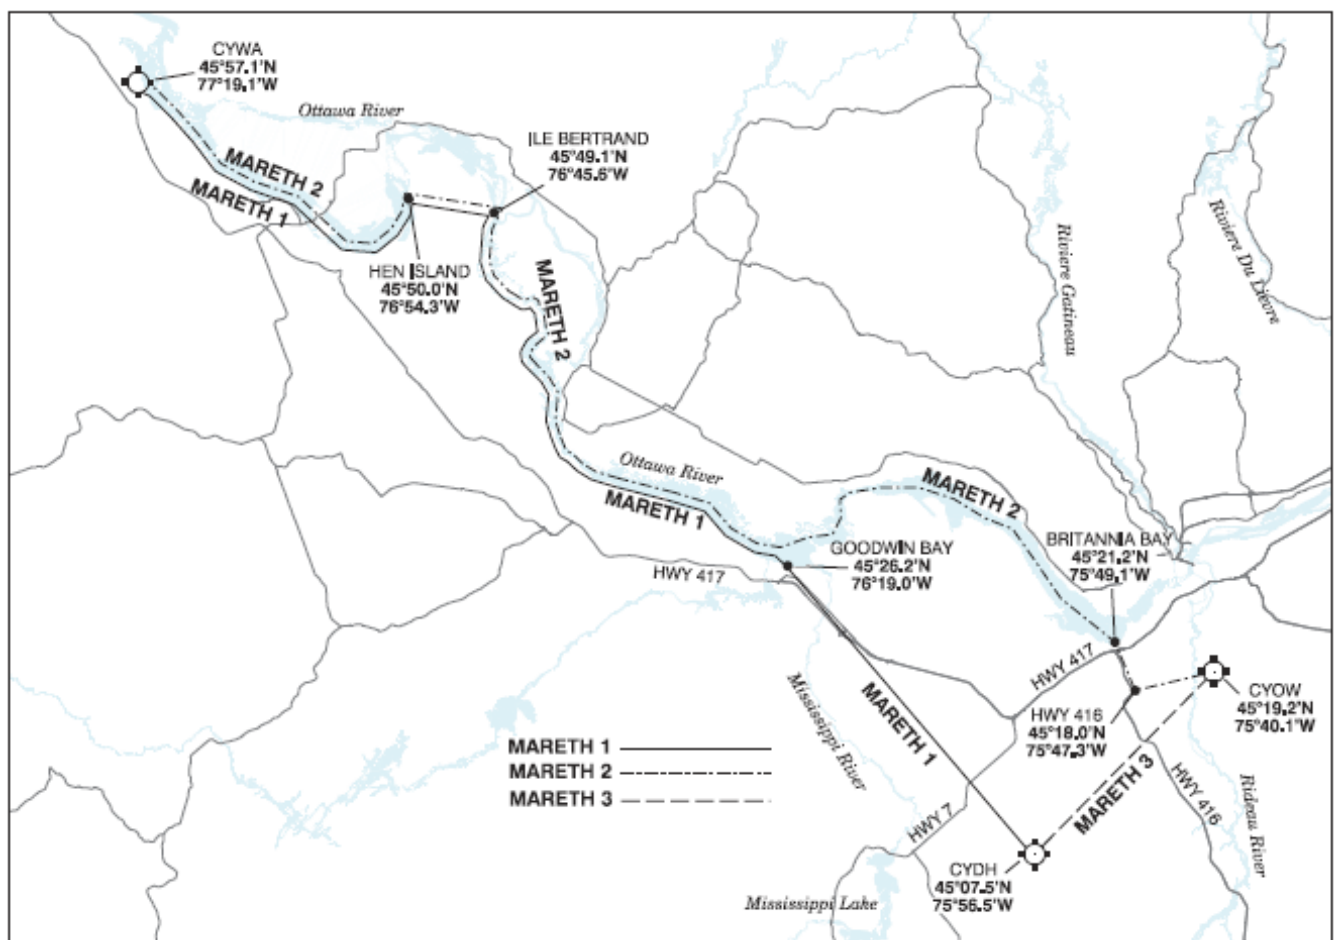 CYWA
45°57.1'N
77°19.1'W
Ottawa River
ILE BERTRAND
45°49.1'N
76°45.6'W
MARETH 2
MARETH 1
HEN ISLAND
45°50.0'N
76°54.3'W
MARETH 2
Riviere Gatineau
Riviere Du Lievre
Ottawa River
MARETH 1
MARETH 2
GOODWIN BAY
45°26.2'N
76°19.0'W
BRITANNIA BAY
45°21.2'N
75°49.1'W
HWY 417
HWY 417
Mississippi River
MARETH 1
HWY 416
45°18.0'N
75°47.3'W
CYOW
45°19.2'N
75°40.1'W
MARETH 1
MARETH 2
MARETH 3
MARETH 3
HWY 416
Rideau River
HWY 7
CYDH
45°07.5'N
75°56.5'W
Mississippi Lake